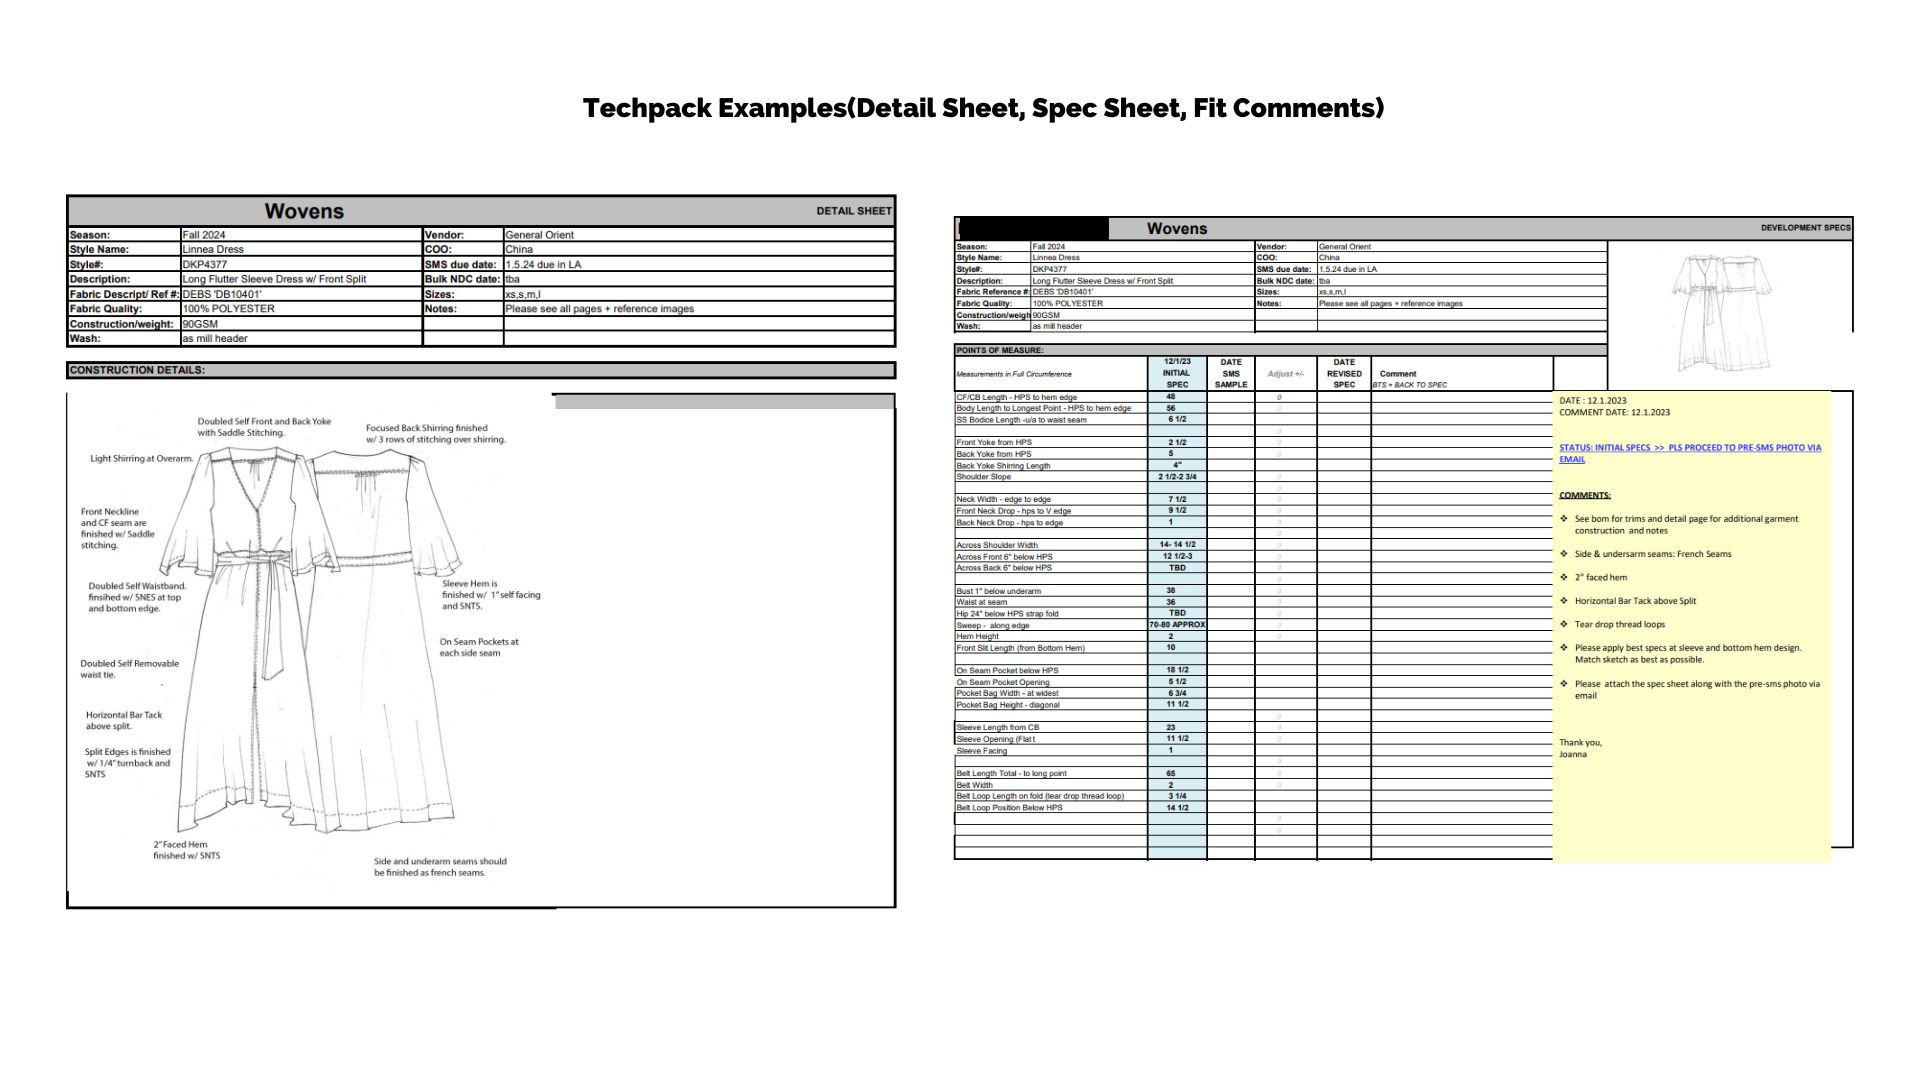 Techpack Examples(Detail Sheet, Spec Sheet, Fit Comments)
Wovens DETAIL SHEET
Season: Fall 2024 Vendor: General Orient
Style Name: Linnea Dress COO: China
Style#: DKP4377 SMS due date: 1.5.24 due in LA
Description: Long Flutter Sleeve Dress w/ Front Split Bulk NDC date: tba
Fabric Descript/ Ref #: DEBS 'DB10401' Sizes: xs,s,m,l
Fabric Quality: 100% POLYESTER Notes: Please see all pages + reference images
Construction/weight: 90GSM
Wash: as mill header
CONSTRUCTION DETAILS:
Doubled Self Front and Back Yoke
with Saddle Stitching.
Focused Back Shirring finished
w/ 3 rows of stitching over shirring.
Light Shirring at Overarm.
Front Neckline
and CF seam are
finished w/ Saddle
stitching.
Doubled Self Waistband.
finsihed w/ SNES at top
and bottom edge.
Sleeve Hem is
finished w/ 1" self facing
and SNTS.
On Seam Pockets at
each side seam
Doubled Self Removable
waist tie.
Horizontal Bar Tack
above split.
Split Edges is finished
w/ 1/4" turnback and
SNTS
2" Faced Hem
finished w/ SNTS
Side and underarm seams should
be finished as french seams.
Wovens DEVELOPMENT SPECS
Season: Fall 2024 Vendor: General Orient
Style Name: Linnea Dress COO: China
Style#: DKP4377 SMS due date: 1.5.24 due in LA
Description: Long Flutter Sleeve Dress w/ Front Split Bulk NDC date: tba
Fabric Reference #: DEBS 'DB10401' Sizes: xs,s,m,l
Fabric Quality: 100% POLYESTER Notes: Please see all pages + reference images
Construction/weigh 90GSM
Wash: as mill header
POINTS OF MEASURE:
12/1/23 DATE DATE
Measurements in Full Circumference INITIAL SMS Adjust +/- REVISED Comment
SPEC SAMPLE SPEC BTS = BACK TO SPEC
CF/CB Length - HPS to hem edge 48 0
Body Length to Longest Point - HPS to hem edge 56 0
SS Bodice Length -u/a to waist seam 6 1/2
0
Front Yoke from HPS 2 1/2 0
Back Yoke from HPS 5 0
Back Yoke Shirring Length 4"
Shoulder Slope 2 1/2-2 3/4 0
0
Neck Width - edge to edge 7 1/2 0
Front Neck Drop - hps to V edge 9 1/2 0
Back Neck Drop - hps to edge 1 0
0
Across Shoulder Width 14- 14 1/2 0
Across Front 6" below HPS 12 1/2-3 0
Across Back 6" below HPS TBD 0
0
Bust 1" below underarm 38 0
Waist at seam 36 0
Hip 24" below HPS strap fold TBD 0
Sweep - along edge 70-80 APPROX 0
Hem Height 2 0
Front Slit Length (from Bottom Hem) 10
On Seam Pocket below HPS 18 1/2 0
On Seam Pocket Opening 5 1/2 0
Pocket Bag Width - at widest 6 3/4 0
Pocket Bag Height - diagonal 11 1/2 0
0
Sleeve Length from CB 23 0
Sleeve Opening (Flat t 11 1/2 0
Sleeve Facing 1
0
Belt Length Total - to long point 65 0
Belt Width 2 0
Belt Loop Length on fold (tear drop thread loop) 3 1/4
Belt Loop Position Below HPS 14 1/2
0
0
DATE : 12.1.2023
COMMENT DATE: 12.1.2023
STATUS: INITIAL SPECS >> PLS PROCEED TO PRE-SMS PHOTO VIA
EMAIL
COMMENTS:
❖ See bom for trims and detail page for additional garment
construction and notes
❖ Side & undersarm seams: French Seams
❖ 2" faced hem
❖ Horizontal Bar Tack above Split
❖ Tear drop thread loops
❖ Please apply best specs at sleeve and bottom hem design.
Match sketch as best as possible.
❖ Please attach the spec sheet along with the pre-sms photo via
email
Thank you,
Joanna